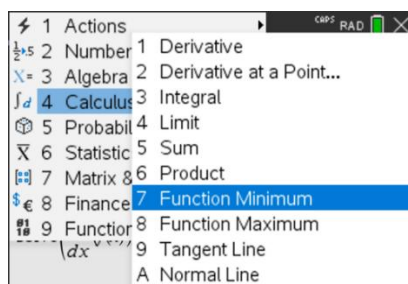 1 Actions
CAPS RAD
2 Number
3 Algebra
4 Calculus
5 Probabil
6 Statistic
7 Matrix &
8 Finance
9 Function
1 Derivative
2 Derivative at a Point...
3 Integral
4 Limit
5 Sum
6 Product
7 Function Minimum
8 Function Maximum
9 Tangent Line
A Normal Line
dx